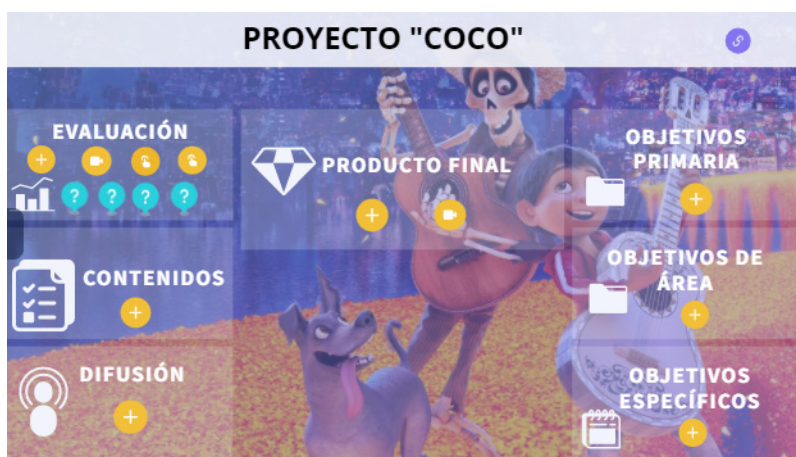 PROYECTO "COCO"
EVALUACIÓN
? ? ? ?
PRODUCTO FINAL
OBJETIVOS
PRIMARIA
CONTENIDOS
OBJETIVOS DE
ÁREA
DIFUSIÓN
OBJETIVOS
ESPECÍFICOS